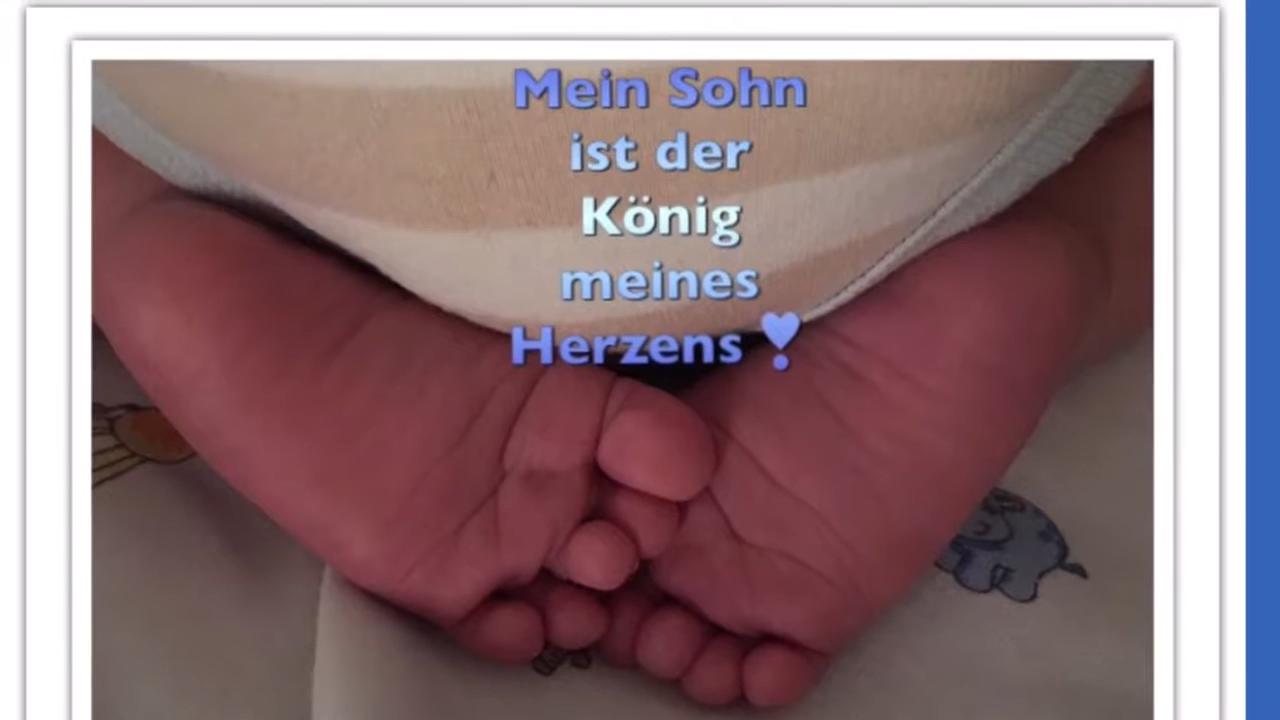 Mein Sohn
ist der
König
meines
Herzens ❣